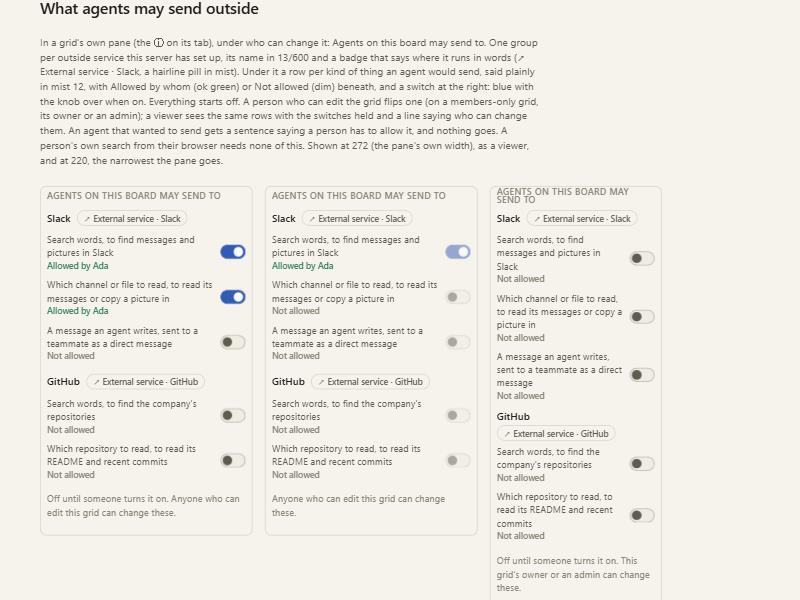 What agents may send outside
In a grid's own pane (the ⓘ on its tab), under who can change it: Agents on this board may send to. One group
per outside service this server has set up, its name in 13/600 and a badge that says where it runs in words (↗
External service · Slack, a hairline pill in mist). Under it a row per kind of thing an agent would send, said plainly
in mist 12, with Allowed by whom (ok green) or Not allowed (dim) beneath, and a switch at the right: blue with
the knob over when on. Everything starts off. A person who can edit the grid flips one (on a members-only grid,
its owner or an admin); a viewer sees the same rows with the switches held and a line saying who can change
them. An agent that wanted to send gets a sentence saying a person has to allow it, and nothing goes. A
person's own search from their browser needs none of this. Shown at 272 (the pane's own width), as a viewer,
and at 220, the narrowest the pane goes.
AGENTS ON THIS BOARD MAY SEND TO
Slack ↗ External service · Slack
Search words, to find messages and
pictures in Slack
Allowed by Ada
Which channel or file to read, to read its
messages or copy a picture in
Allowed by Ada
A message an agent writes, sent to a
teammate as a direct message
Not allowed
GitHub ↗ External service · GitHub
Search words, to find the company's
repositories
Not allowed
Which repository to read, to read its
README and recent commits
Not allowed
Off until someone turns it on. Anyone who can
edit this grid can change these.
AGENTS ON THIS BOARD MAY SEND TO
Slack ↗ External service · Slack
Search words, to find messages and
pictures in Slack
Allowed by Ada
Which channel or file to read, to read its
messages or copy a picture in
Not allowed
A message an agent writes, sent to a
teammate as a direct message
Not allowed
GitHub ↗ External service · GitHub
Search words, to find the company's
repositories
Not allowed
Which repository to read, to read its
README and recent commits
Not allowed
Anyone who can edit this grid can change
these.
AGENTS ON THIS BOARD MAY
SEND TO
Slack ↗ External service · Slack
Search words, to find
messages and pictures in
Slack
Not allowed
Which channel or file to read,
to read its messages or copy a
picture in
Not allowed
A message an agent writes,
sent to a teammate as a direct
message
Not allowed
GitHub
↗ External service · GitHub
Search words, to find the
company's repositories
Not allowed
Which repository to read, to
read its README and recent
commits
Not allowed
Off until someone turns it on. This
grid's owner or an admin can change
these.